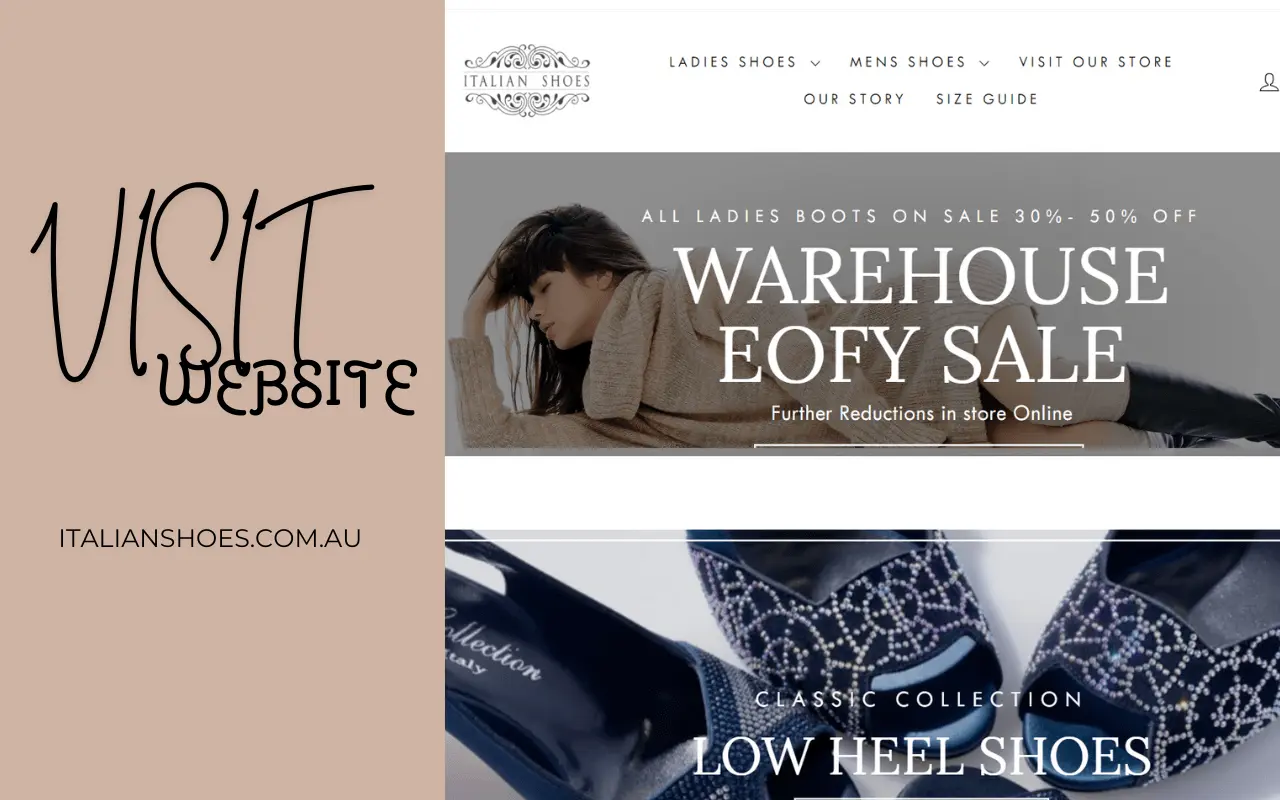 VISIT
WEBSITE
ITALIANSHOES.COM.AU
ITALIAN SHOES
LADIES SHOES
MENS SHOES
VISIT OUR STORE
OUR STORY
SIZE GUIDE
ALL LADIES BOOTS ON SALE 30%- 50% OFF
WAREHOUSE
EOFY SALE
Further Reductions in store Online
ollection
taly
CLASSIC COLLECTION
LOW HEEL SHOES